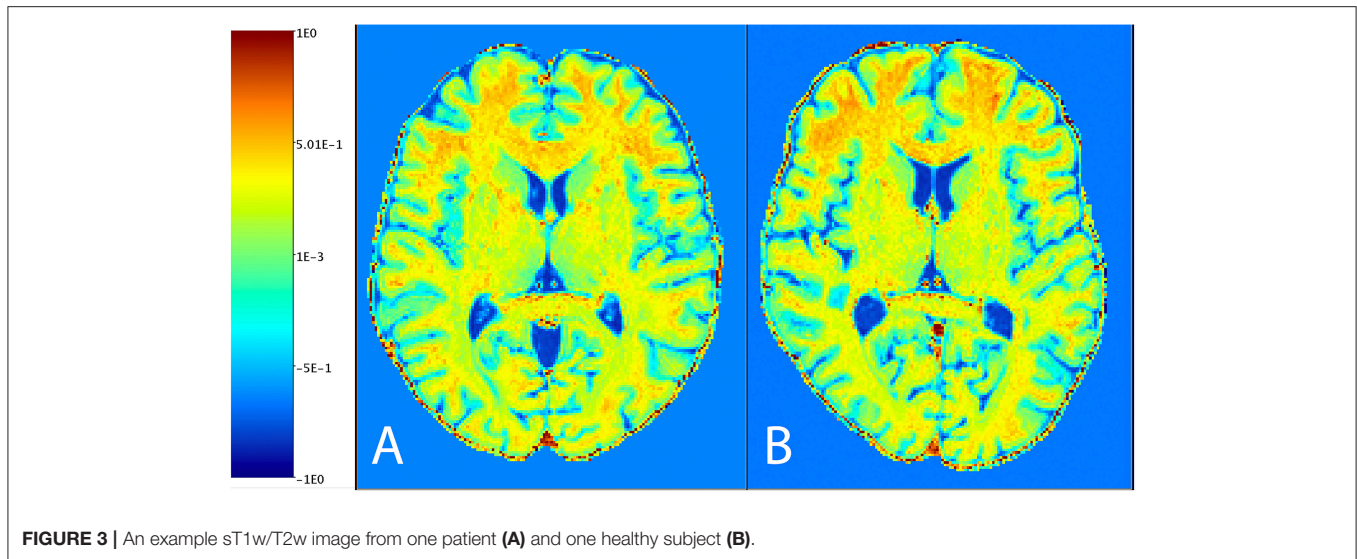 1E0
5.01E-1
1E-3
-5E-1
-1E0
A
B
FIGURE 3 | An example sT1w/T2w image from one patient (A) and one healthy subject (B).